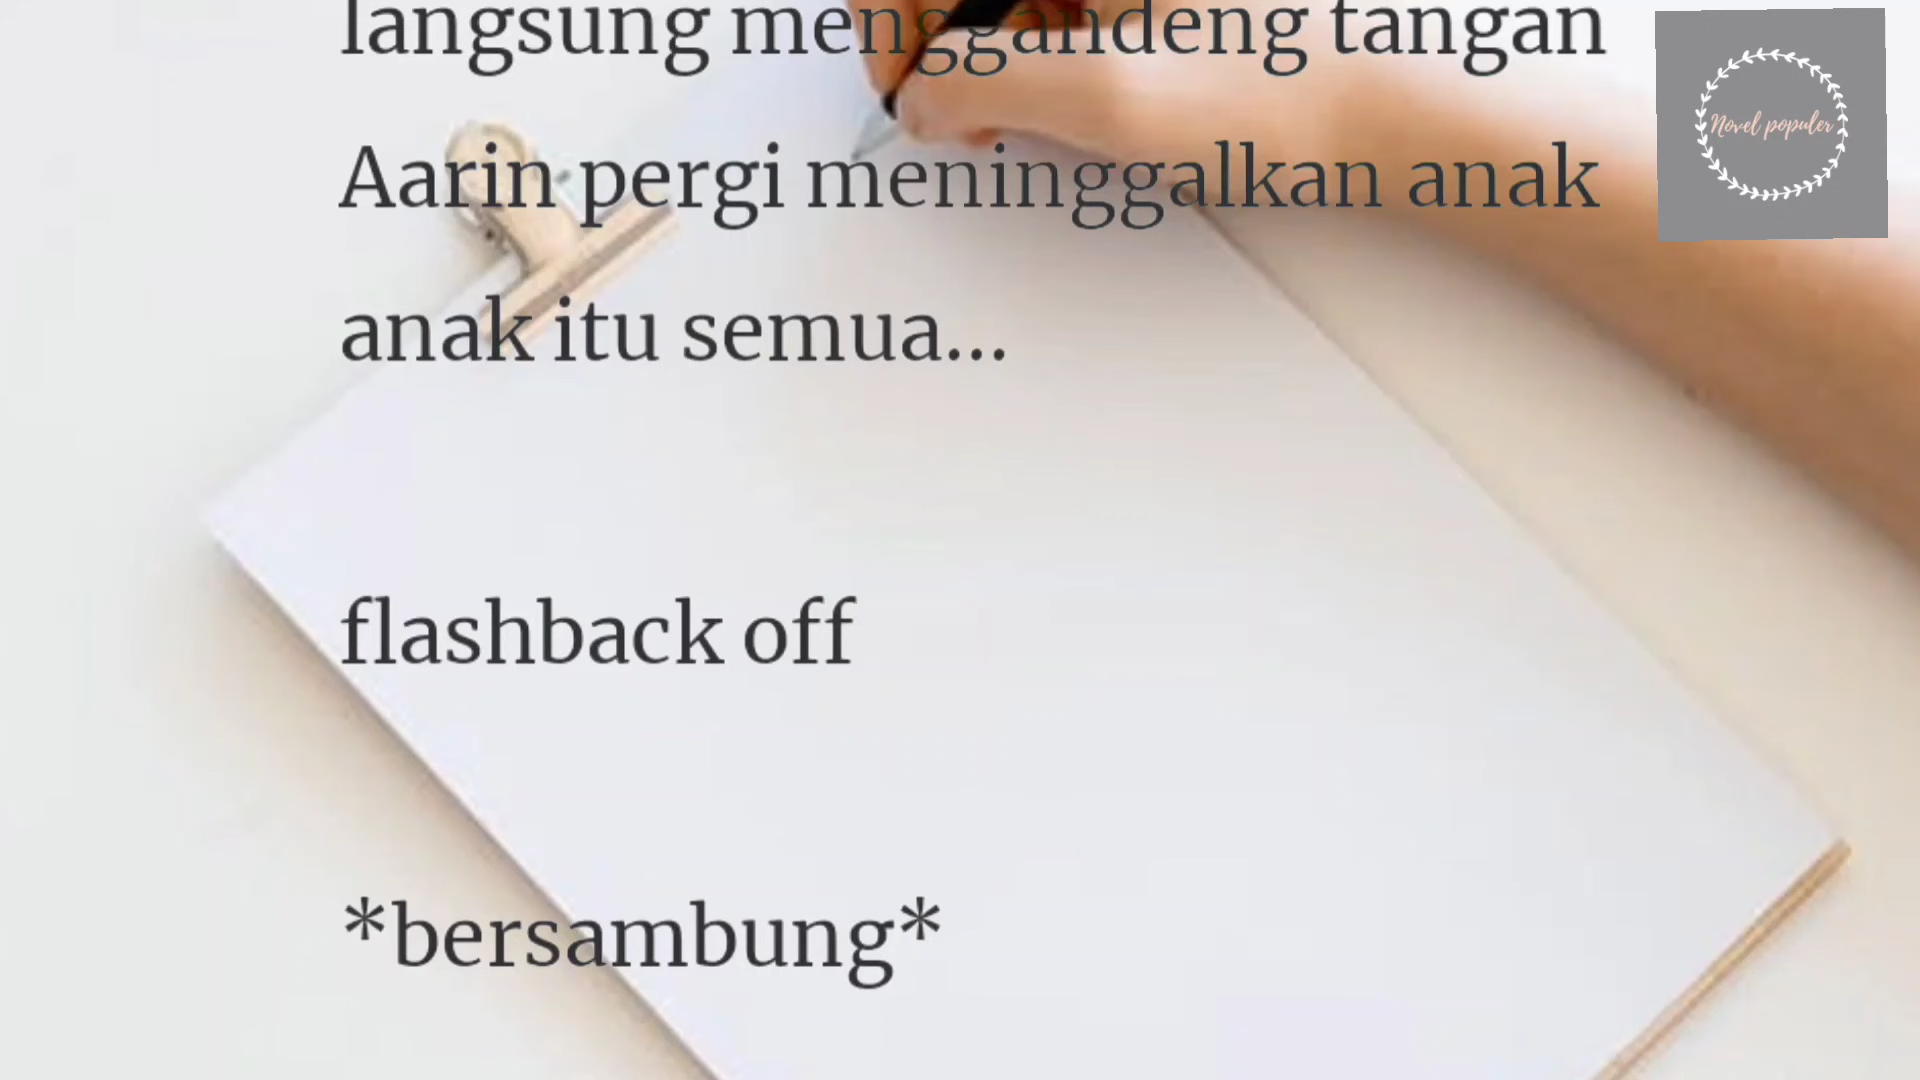 langsung menggandeng tangan
Aarin pergi meninggalkan anak
anak itu semua...
flashback off
*bersambung*
Novel populer